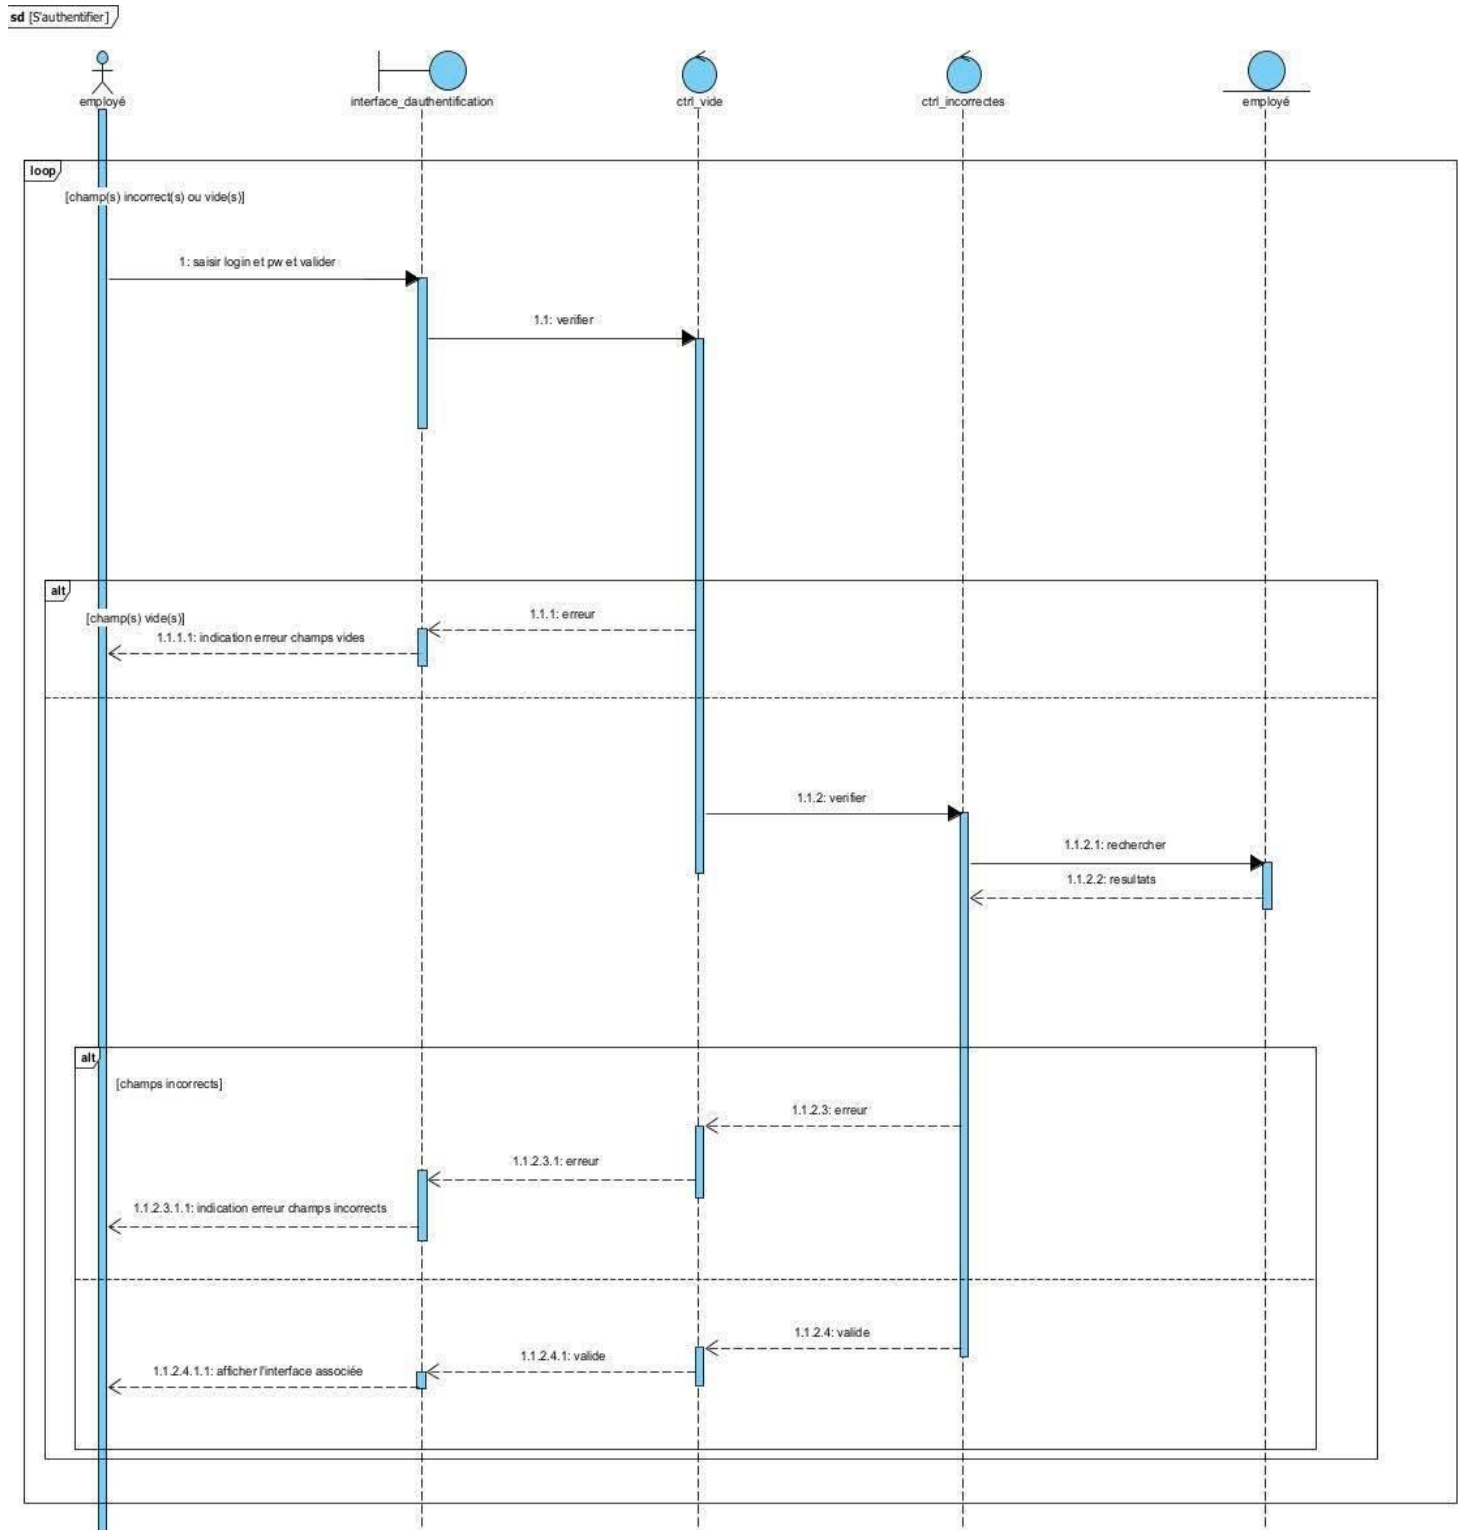 sd [S'authentifier]
employé
interface_dauthentification
ctrl_vide
ctrl_incorrectes
employé
loop
[champ(s) incorrect(s) ou vide(s)]
1: saisir login et pw et valider
1.1: verifier
alt
[champ(s) vide(s)]
1.1.1: erreur
1.1.1.1: indication erreur champs vides
1.1.2: verifier
1.1.2.1: rechercher
1.1.2.2: resultats
alt
[champs incorrects]
1.1.2.3: erreur
1.1.2.3.1: erreur
1.1.2.3.1.1: indication erreur champs incorrects
1.1.2.4: valide
1.1.2.4.1: valide
1.1.2.4.1.1: afficher l'interface associée